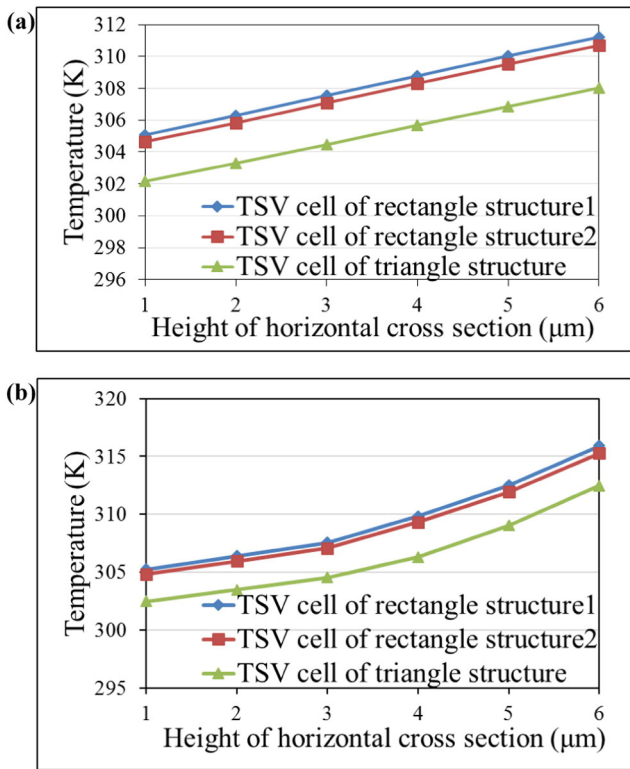 (a)
312
310
308
306
304
302
300
298
296
Temperature (K)
TSV cell of rectangle structure1
TSV cell of rectangle structure2
TSV cell of triangle structure
1 2 3 4 5 6
Height of horizontal cross section (μm)
(b)
320
315
310
305
300
295
Temperature (K)
TSV cell of rectangle structure1
TSV cell of rectangle structure2
TSV cell of triangle structure
1 2 3 4 5 6
Height of horizontal cross section (μm)